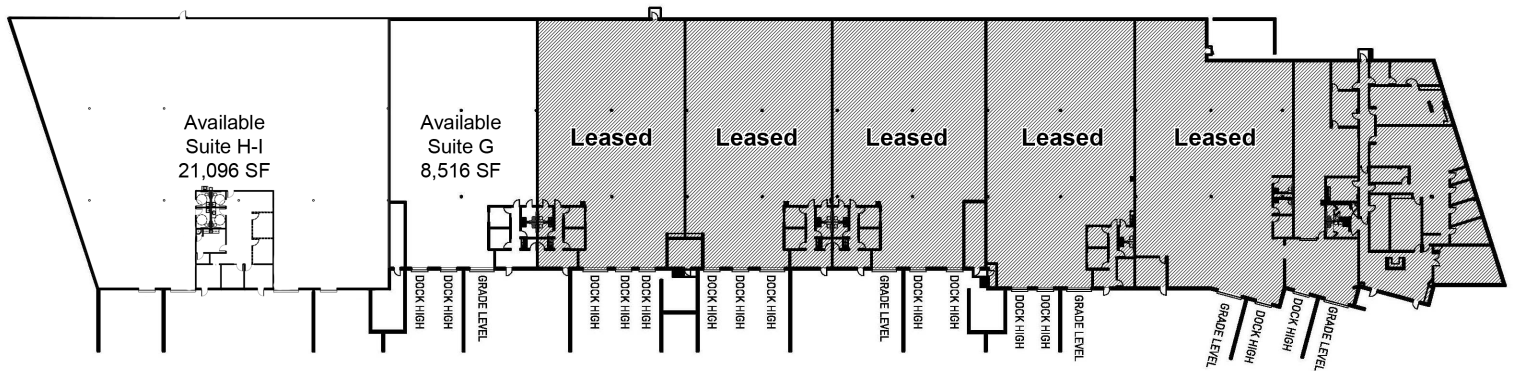 Available
Suite H-I
21,096 SF
Available
Suite G
8,516 SF
Leased
Leased
Leased
Leased
Leased
DOCK HIGH
DOCK HIGH
GRADE LEVEL
DOCK HIGH
DOCK HIGH
DOCK HIGH
DOCK HIGH
DOCK HIGH
DOCK HIGH
GRADE LEVEL
DOCK HIGH
DOCK HIGH
DOCK HIGH
DOCK HIGH
GRADE LEVEL
GRADE LEVEL
DOCK HIGH
DOCK HIGH
GRADE LEVEL